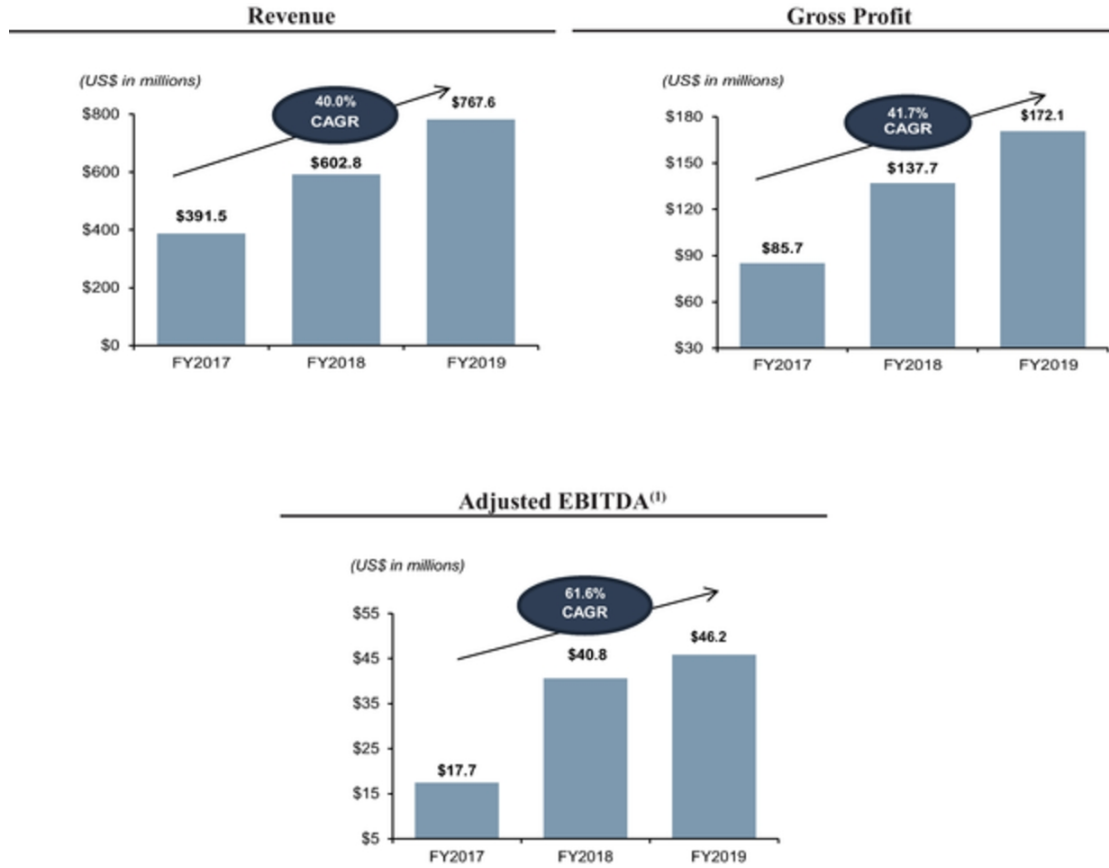 Revenue
(US$ in millions)
40.0%
CAGR
$767.6
$800
$602.8
$600
$391.5
$400
$200
$0
FY2017
FY2018
FY2019
Gross Profit
(US$ in millions)
41.7%
CAGR
$172.1
$180
$137.7
$150
$120
$85.7
$90
$60
$30
FY2017
FY2018
FY2019
Adjusted EBITDA(1)
(US$ in millions)
61.6%
CAGR
$55
$46.2
$40.8
$45
$35
$25
$17.7
$15
$5
FY2017
FY2018
FY2019